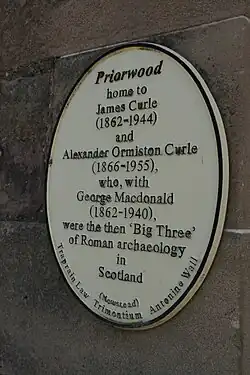 Priorwood
home to
James Curle
(1862-1944)
and
Alexander Ormiston Curle
(1866-1955),
who, with
George Macdonald
(1862-1940),
were the then 'Big Three'
of Roman archaeology
in
Scotland
(Newstead)
Traprain Law Trimontium Antonine Wall